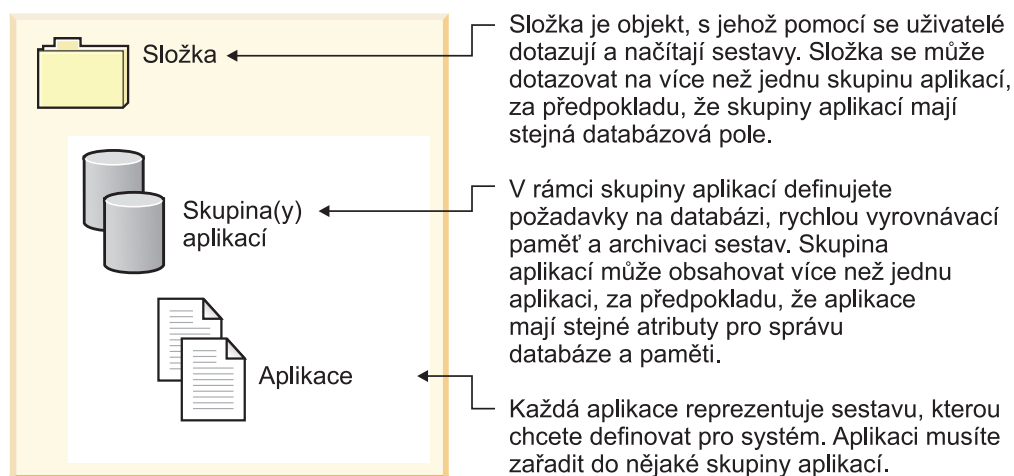 Složka
Složka je objekt, s jehož pomocí se uživatelé
dotazují a načítají sestavy. Složka se může
dotazovat na více než jednu skupinu aplikací,
za předpokladu, že skupiny aplikací mají
stejná databázová pole.
Skupina(y)
aplikací
V rámci skupiny aplikací definujete
požadavky na databázi, rychlou vyrovnávací
paměť a archivaci sestav. Skupina
aplikací může obsahovat více než jednu
aplikaci, za předpokladu, že aplikace
mají stejné atributy pro správu
databáze a paměti.
Aplikace
Každá aplikace reprezentuje sestavu, kterou
chcete definovat pro systém. Aplikaci musíte
zařadit do nějaké skupiny aplikací.